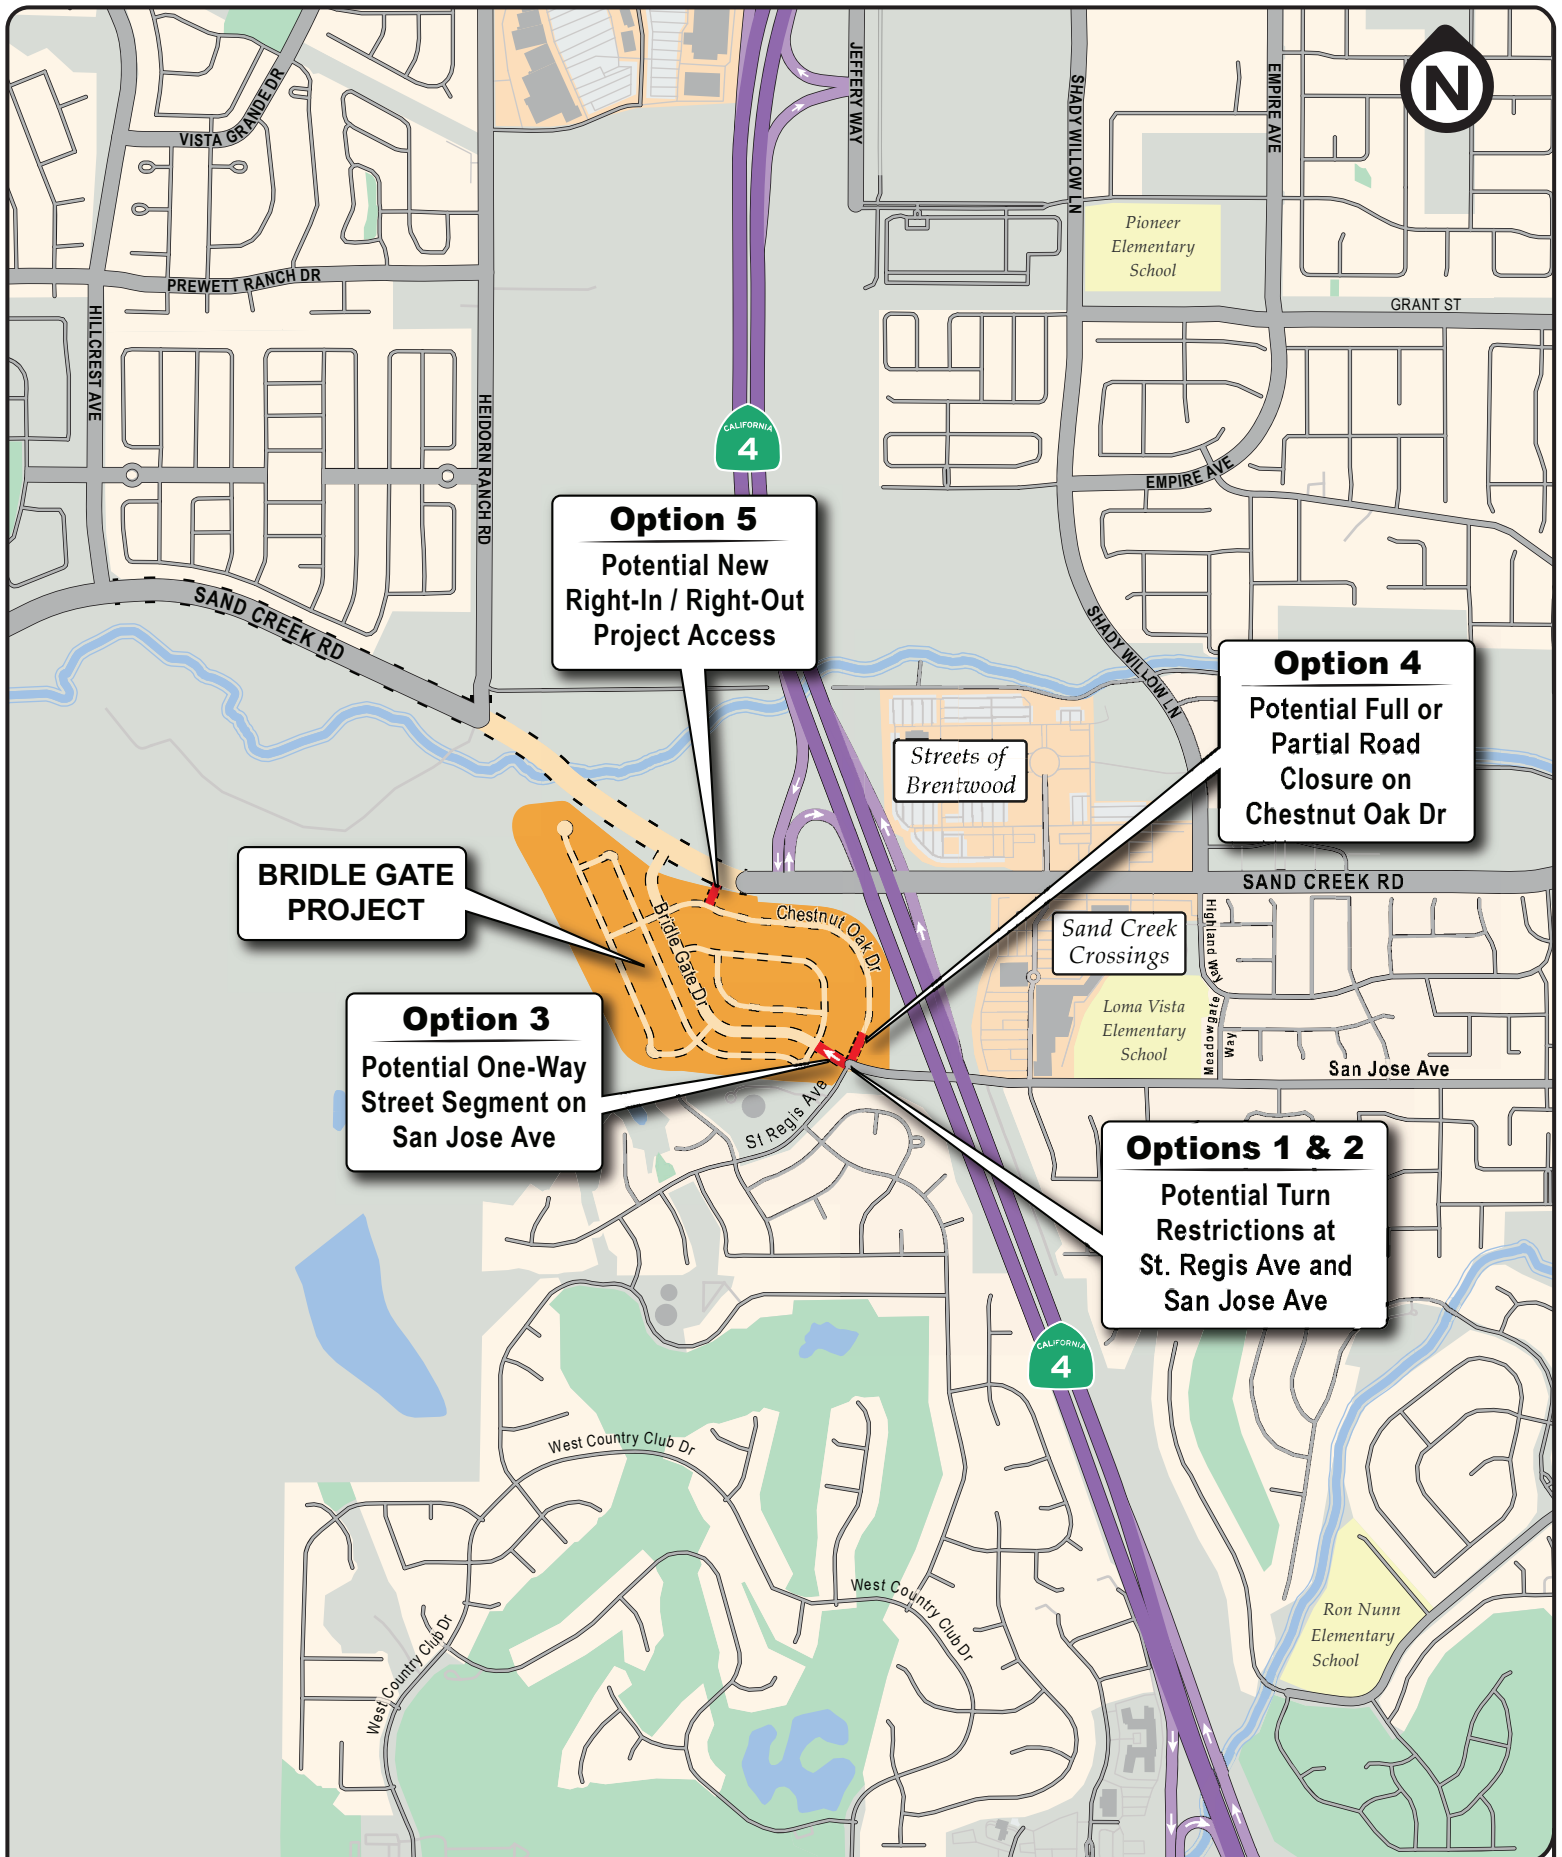 N
VISTA GRANDE DR
JEFFERY WAY
SHADY WILLOW LN
EMPIRE AVE
Pioneer
Elementary
School
PREWETT RANCH DR
GRANT ST
HILLCREST AVE
HEIDORN RANCH RD
CALIFORNIA
4
EMPIRE AVE
Option 5
Potential New
Right-In / Right-Out
Project Access
SAND CREEK RD
SHADY WILLOW LN
Option 4
Potential Full or
Partial Road
Closure on
Chestnut Oak Dr
Streets of
Brentwood
BRIDLE GATE
PROJECT
SAND CREEK RD
Chestnut Oak Dr
Bridle Gate Dr
Sand Creek
Crossings
Highland Way
Loma Vista
Elementary
School
Meadowgate
Way
San Jose Ave
Option 3
Potential One-Way
Street Segment on
San Jose Ave
St Regis Ave
Options 1 & 2
Potential Turn
Restrictions at
St. Regis Ave and
San Jose Ave
CALIFORNIA
4
West Country Club Dr
West Country Club Dr
West Country Club Dr
Ron Nunn
Elementary
School